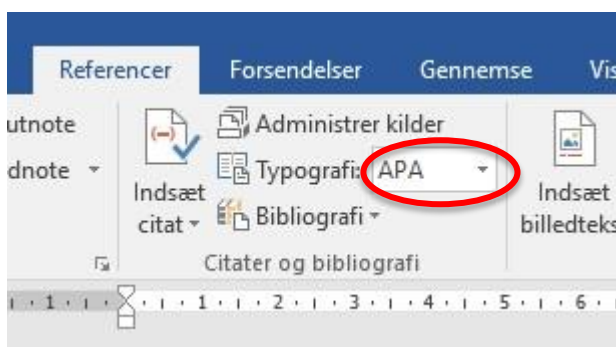 Referencer Forsendelser Gennemse Vis
utnote
dnote
Indsæt
citat
Administrer kilder
Typografi: APA
Bibliografi
Citater og bibliografi
Indsæt
billedteks
1 1 2 3 4 5 6